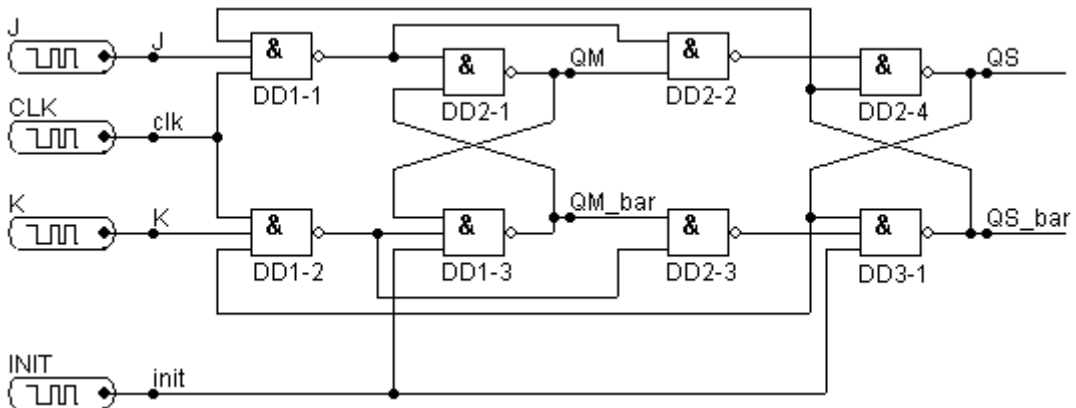 J
J
&
DD1-1
&
DD2-1
QM
&
DD2-2
&
DD2-4
QS
CLK
clk
K
K
&
DD1-2
&
DD1-3
QM_bar
&
DD2-3
&
DD3-1
QS_bar
INIT
init